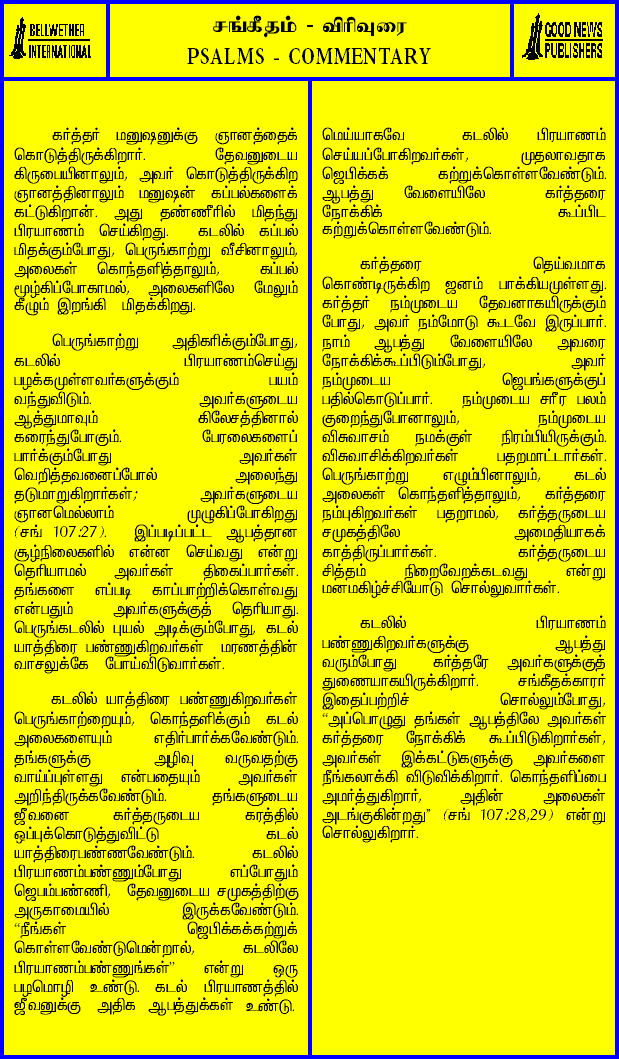 BELLWETHER
INTERNATIONAL
சங்கீதம் - விரிவுரை
PSALMS - COMMENTARY
GOOD NEWS
PUBLISHERS
கர்த்தர் மனுஷனுக்கு ஞானத்தைக்
கொடுத்திருக்கிறார். தேவனுடைய
கிருபையினாலும், அவர் கொடுத்திருக்கிற
ஞானத்தினாலும் மனுஷன் கப்பல்களைக்
கட்டுகிறான். அது தண்ணீரில் மிதந்து
பிரயாணம் செய்கிறது. கடலில் கப்பல்
மிதக்கும்போது, பெருங்காற்று வீசினாலும்,
அலைகள் கொந்தளித்தாலும், கப்பல்
மூழ்கிப்போகாமல், அலைகளிலே மேலும்
கீழும் இறங்கி மிதக்கிறது.
பெருங்காற்று அதிகரிக்கும்போது,
கடலில் பிரயாணம்செய்து
பழக்கமுள்ளவர்களுக்கும் பயம்
வந்துவிடும். அவர்களுடைய
ஆத்துமாவும் கிலேசத்தினால்
கரைந்துபோகும். பேரலைகளைப்
பார்க்கும்போது அவர்கள்
வெறித்தவனைப்போல் அலைந்து
தடுமாறுகிறார்கள்; அவர்களுடைய
ஞானமெல்லாம் முழுகிப்போகிறது
(சங் 107:27). இப்படிப்பட்ட ஆபத்தான
சூழ்நிலைகளில் என்ன செய்வது என்று
தெரியாமல் அவர்கள் திகைப்பார்கள்.
தங்களை எப்படி காப்பாற்றிக்கொள்வது
என்பதும் அவர்களுக்குத் தெரியாது.
பெருங்கடலில் புயல் அடிக்கும்போது, கடல்
யாத்திரை பண்ணுகிறவர்கள் மரணத்தின்
வாசலுக்கே போய்விடுவார்கள்.
கடலில் யாத்திரை பண்ணுகிறவர்கள்
பெருங்காற்றையும், கொந்தளிக்கும் கடல்
அலைகளையும் எதிர்பார்க்கவேண்டும்.
தங்களுக்கு அழிவு வருவதற்கு
வாய்ப்புள்ளது என்பதையும் அவர்கள்
அறிந்திருக்கவேண்டும். தங்களுடைய
ஜீவனை கர்த்தருடைய கரத்தில்
ஒப்புக்கொடுத்துவிட்டு கடல்
யாத்திரைபண்ணவேண்டும். கடலில்
பிரயாணம்பண்ணும்போது எப்போதும்
ஜெபம்பண்ணி, தேவனுடைய சமுகத்திற்கு
அருகாமையில் இருக்கவேண்டும்.
“நீங்கள் ஜெபிக்கக்கற்றுக்
கொள்ளவேண்டுமென்றால், கடலிலே
பிரயாணம்பண்ணுங்கள்” என்று ஒரு
பழமொழி உண்டு. கடல் பிரயாணத்தில்
ஜீவனுக்கு அதிக ஆபத்துக்கள் உண்டு.
மெய்யாகவே கடலில் பிரயாணம்
செய்யப்போகிறவர்கள், முதலாவதாக
ஜெபிக்கக் கற்றுக்கொள்ளவேண்டும்.
ஆபத்து வேளையிலே கர்த்தரை
நோக்கிக் கூப்பிட
கற்றுக்கொள்ளவேண்டும்.
கர்த்தரை தெய்வமாக
கொண்டிருக்கிற ஜனம் பாக்கியமுள்ளது.
கர்த்தர் நம்முடைய தேவனாகயிருக்கும்
போது, அவர் நம்மோடு கூடவே இருப்பார்.
நாம் ஆபத்து வேளையிலே அவரை
நோக்கிக்கூப்பிடும்போது, அவர்
நம்முடைய ஜெபங்களுக்குப்
பதில்கொடுப்பார். நம்முடைய சரீர பலம்
குறைந்துபோனாலும், நம்முடைய
விசுவாசம் நமக்குள் நிரம்பியிருக்கும்.
விசுவாசிக்கிறவர்கள் பதறமாட்டார்கள்.
பெருங்காற்று எழும்பினாலும், கடல்
அலைகள் கொந்தளித்தாலும், கர்த்தரை
நம்புகிறவர்கள் பதறாமல், கர்த்தருடைய
சமுகத்திலே அமைதியாகக்
காத்திருப்பார்கள். கர்த்தருடைய
சித்தம் நிறைவேறக்கடவது என்று
மனமகிழ்ச்சியோடு சொல்லுவார்கள்.
கடலில் பிரயாணம்
பண்ணுகிறவர்களுக்கு ஆபத்து
வரும்போது கர்த்தரே அவர்களுக்குத்
துணையாகயிருக்கிறார். சங்கீதக்காரர்
இதைப்பற்றிச் சொல்லும்போது,
“அப்பொழுது தங்கள் ஆபத்திலே அவர்கள்
கர்த்தரை நோக்கிக் கூப்பிடுகிறார்கள்,
அவர்கள் இக்கட்டுகளுக்கு அவர்களை
நீங்கலாக்கி விடுவிக்கிறார். கொந்தளிப்பை
அமர்த்துகிறார், அதின் அலைகள்
அடங்குகின்றது” (சங் 107:28,29) என்று
சொல்லுகிறார்.